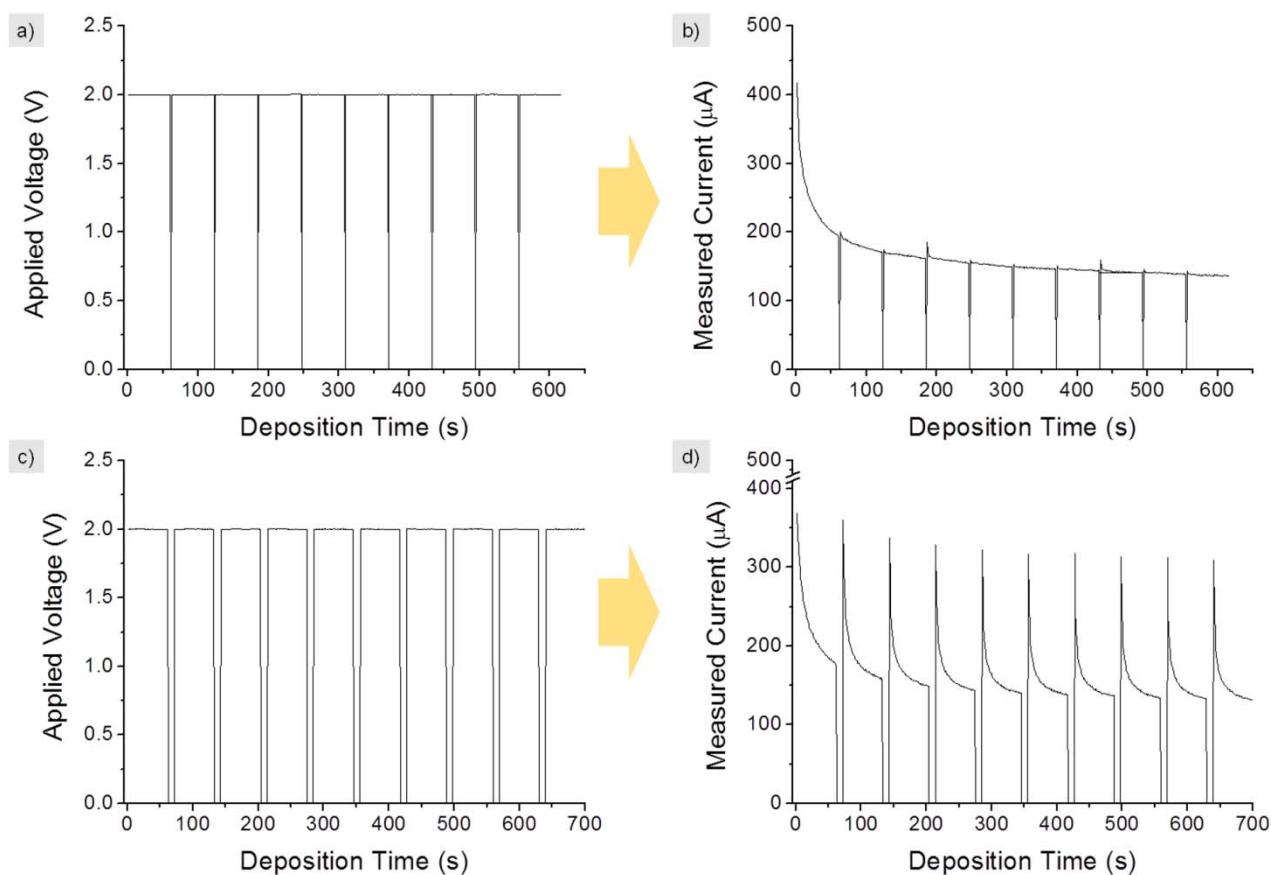 a)
2.5
2.0
1.5
1.0
0.5
0.0
Applied Voltage (V)
0 100 200 300 400 500 600
Deposition Time (s)
b)
500
400
300
200
100
0
Measured Current (μA)
0 100 200 300 400 500 600
Deposition Time (s)
c)
2.5
2.0
1.5
1.0
0.5
0.0
Applied Voltage (V)
0 100 200 300 400 500 600 700
Deposition Time (s)
d)
500
400
300
200
100
0
Measured Current (μA)
0 100 200 300 400 500 600 700
Deposition Time (s)